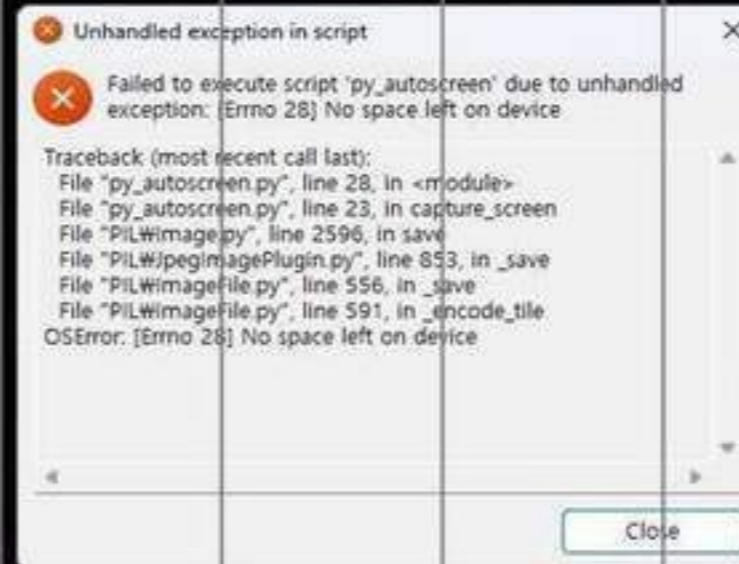 Unhandled exception in script
Failed to execute script 'py_autoscreen' due to unhandled
exception: [Errno 28] No space left on device
Traceback (most recent call last):
File "py_autoscreen.py", line 28, in <module>
File "py_autoscreen.py", line 23, in capture_screen
File "PIL₩Image.py", line 2596, in save
File "PIL₩JpegImagePlugin.py", line 853, in _save
File "PIL₩ImageFile.py", line 556, in _save
File "PIL₩ImageFile.py", line 591, in _encode_tile
OSError: [Errno 28] No space left on device
Close